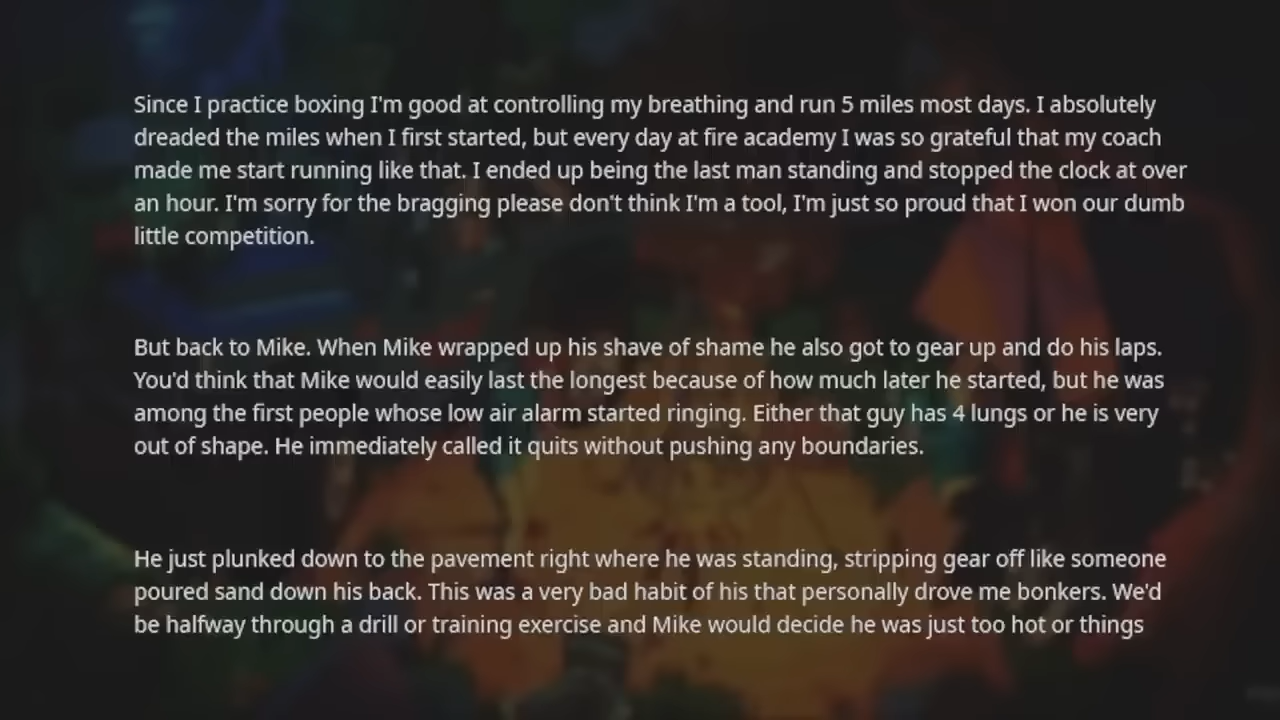 Since I practice boxing I'm good at controlling my breathing and run 5 miles most days. I absolutely
dreaded the miles when I first started, but every day at fire academy I was so grateful that my coach
made me start running like that. I ended up being the last man standing and stopped the clock at over
an hour. I'm sorry for the bragging please don't think I'm a tool, I'm just so proud that I won our dumb
little competition.
But back to Mike. When Mike wrapped up his shave of shame he also got to gear up and do his laps.
You'd think that Mike would easily last the longest because of how much later he started, but he was
among the first people whose low air alarm started ringing. Either that guy has 4 lungs or he is very
out of shape. He immediately called it quits without pushing any boundaries.
He just plunked down to the pavement right where he was standing, stripping gear off like someone
poured sand down his back. This was a very bad habit of his that personally drove me bonkers. We'd
be halfway through a drill or training exercise and Mike would decide he was just too hot or things